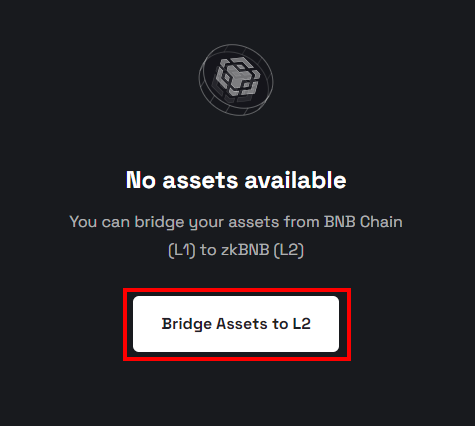 No assets available
You can bridge your assets from BNB Chain
(L1) to zkBNB (L2)
Bridge Assets to L2